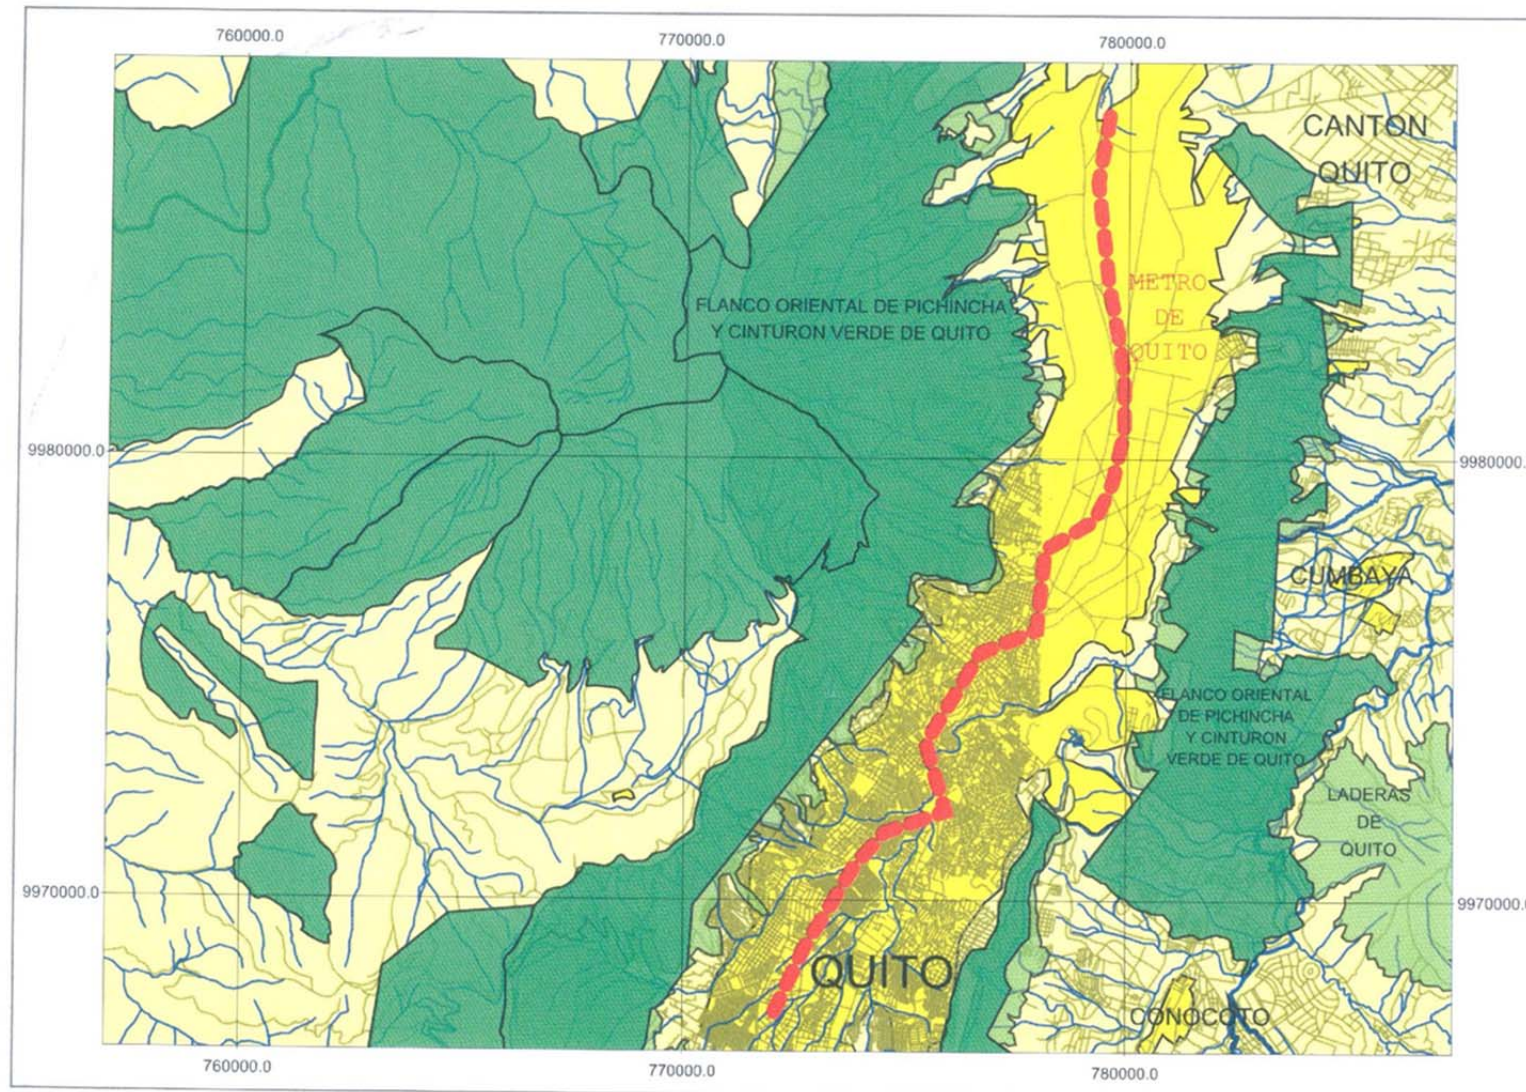 760000.0
770000.0
780000.0
CANTON
QUITO
METRO
DE
QUITO
FLANCO ORIENTAL DE PICHINCHA
Y CINTURON VERDE DE QUITO
9980000.0
9980000.
CUMBAYA
FLANCO ORIENTAL
DE PICHINCHA
Y CINTURON
VERDE DE QUITO
LADERAS
DE
QUITO
9970000.0
9970000.
QUITO
CONOCOTO
760000.0
770000.0
780000.0